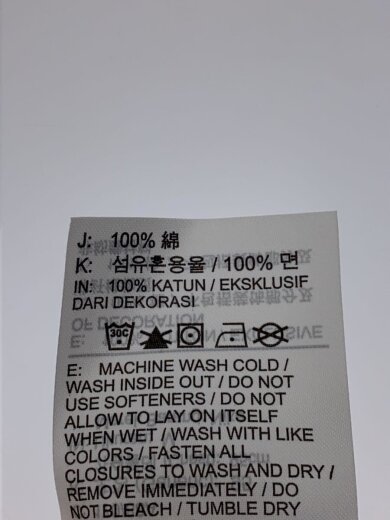 J: 100% 綿
K: 섬유혼용율 / 100% 면
IN: 100% KATUN / EKSKLUSIF
DARI DEKORASI
30C
E: MACHINE WASH COLD /
WASH INSIDE OUT / DO NOT
USE SOFTENERS / DO NOT
ALLOW TO LAY ON ITSELF
WHEN WET / WASH WITH LIKE
COLORS / FASTEN ALL
CLOSURES TO WASH AND DRY /
REMOVE IMMEDIATELY / DO
NOT BLEACH / TUMBLE DRY